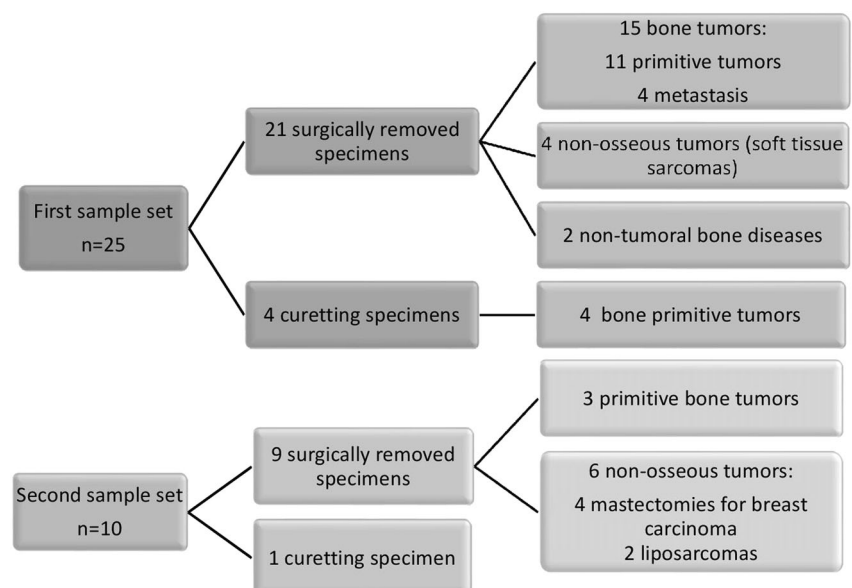 First sample set
n=25
21 surgically removed
specimens
15 bone tumors:
11 primitive tumors
4 metastasis
4 non-osseous tumors (soft tissue
sarcomas)
2 non-tumoral bone diseases
4 curetting specimens
4 bone primitive tumors
Second sample set
n=10
9 surgically removed
specimens
3 primitive bone tumors
6 non-osseous tumors:
4 mastectomies for breast
carcinoma
2 liposarcomas
1 curetting specimen